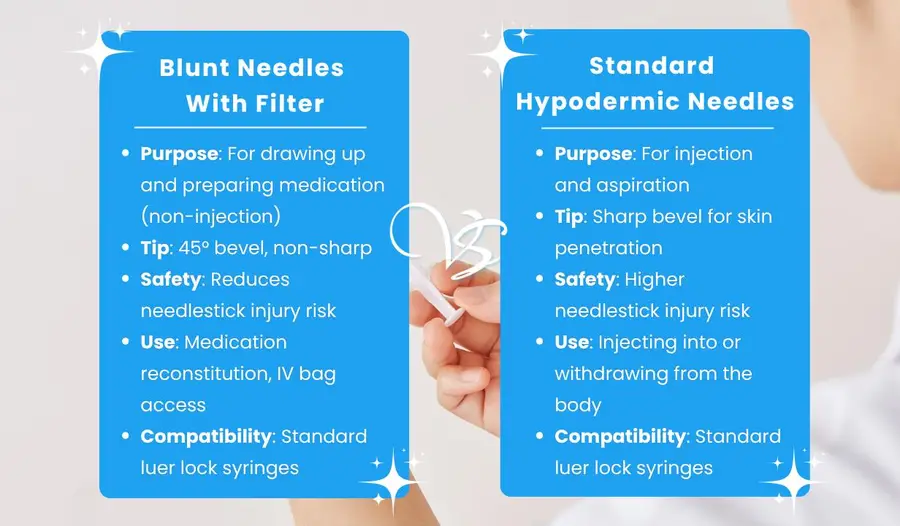 Blunt Needles
With Filter
• Purpose: For drawing up
and preparing medication
(non-injection)
• Tip: 45° bevel, non-sharp
• Safety: Reduces
needlestick injury risk
• Use: Medication
reconstitution, IV bag
access
• Compatibility: Standard
luer lock syringes
VS
Standard
Hypodermic Needles
• Purpose: For injection
and aspiration
• Tip: Sharp bevel for skin
penetration
• Safety: Higher
needlestick injury risk
• Use: Injecting into or
withdrawing from the
body
• Compatibility: Standard
luer lock syringes